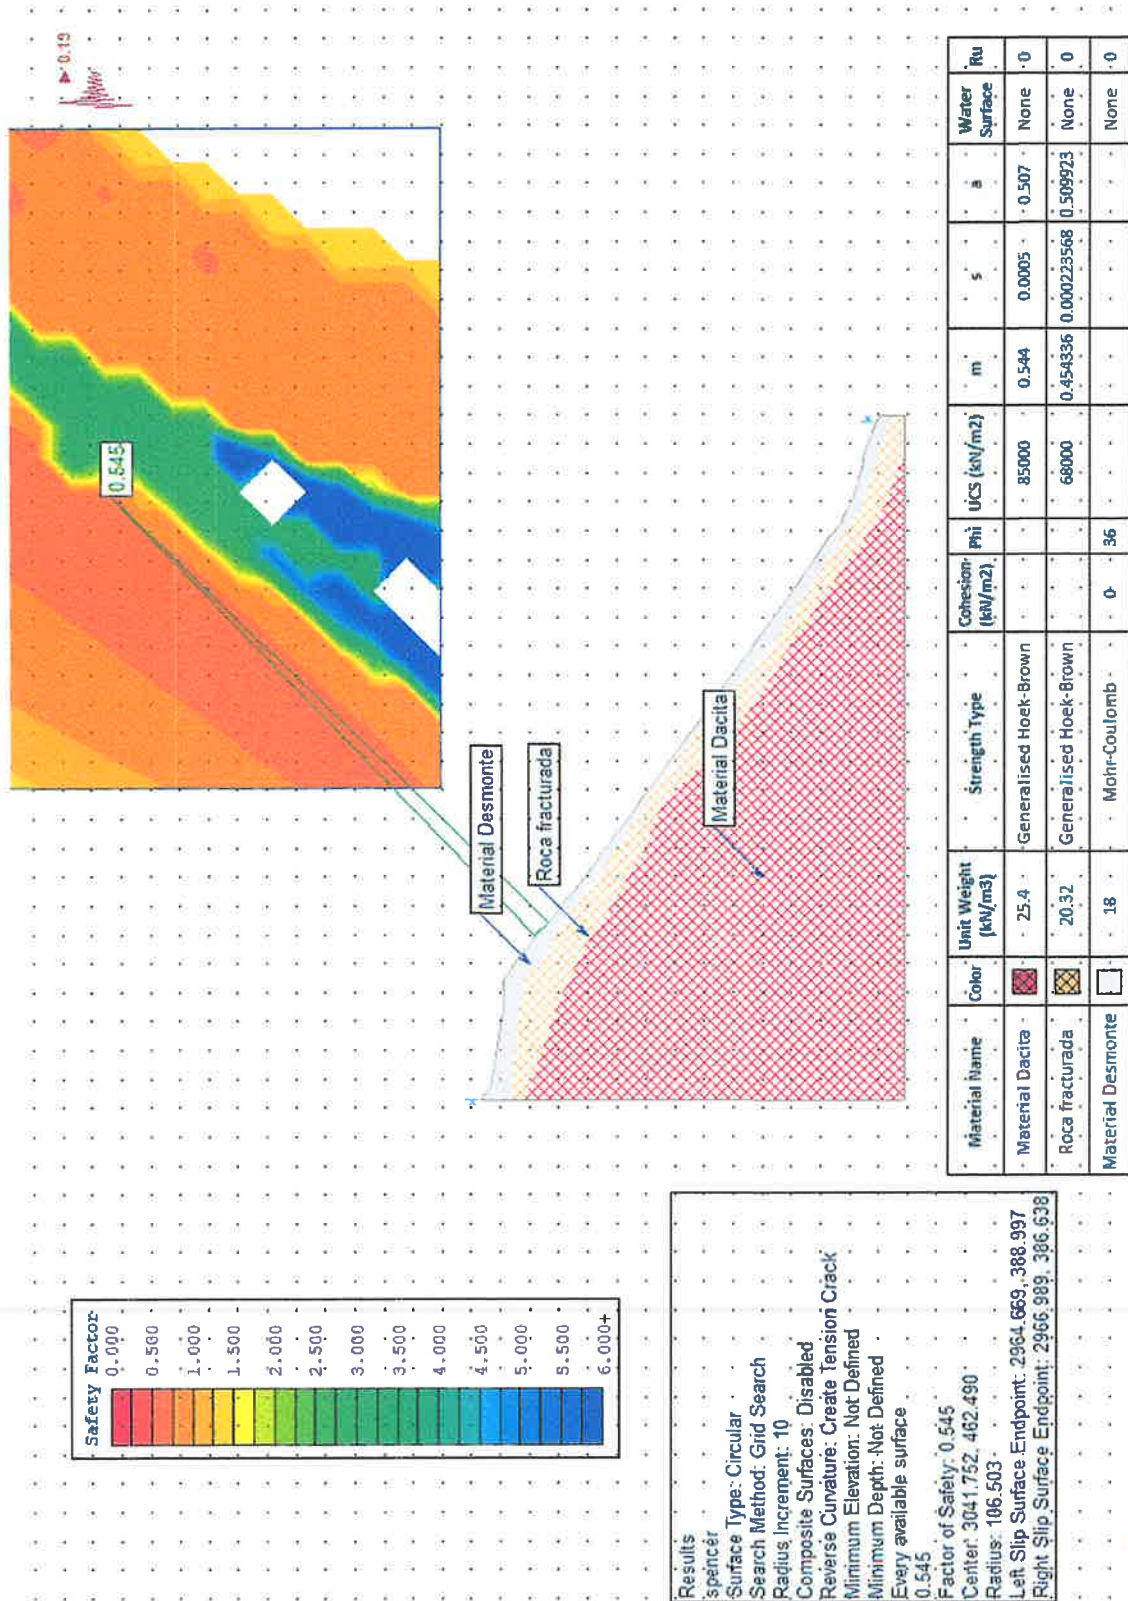 0.19
Safety Factor
0.000
0.500
1.000
1.500
2.000
2.500
3.000
3.500
4.000
4.500
5.000
5.500
6.000+
0.545
Material Desmonte
Roca fracturada
Material Dacita
Results
spencer
Surface Type: Circular
Search Method: Grid Search
Radius Increment: 10
Composite Surfaces: Disabled
Reverse Curvature: Create Tension Crack
Minimum Elevation: Not Defined
Minimum Depth: Not Defined
Every available surface
0.545
Factor of Safety: 0.545
Center: 3041.752, 462.490
Radius: 106.503
Left Slip Surface Endpoint: 2964.669, 388.997
Right Slip Surface Endpoint: 2966.989, 386.638
Material Name Color Unit Weight (kN/m3) Strength Type Cohesion (kN/m2) Phi UCS (kN/m2) m s a Water Surface Ru
Material Dacita 25.4 Generalised Hoek-Brown 85000 0.544 0.0005 0.507 None 0
Roca fracturada 20.32 Generalised Hoek-Brown 68000 0.454336 0.000223568 0.509923 None 0
Material Desmonte 18 Mohr-Coulomb 0 36 None 0